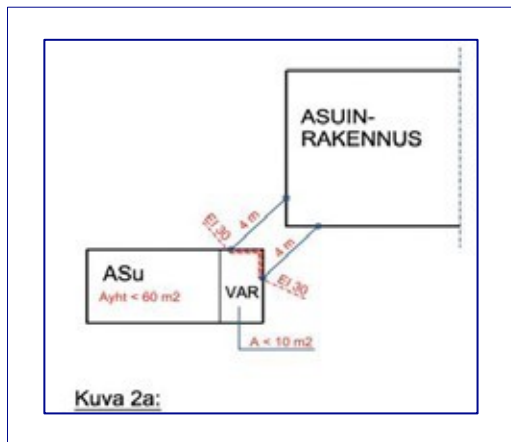 ASUIN-
RAKENNUS
EI 30
4 m
4 m
EI 30
ASu
Ayht < 60 m2
VAR
A < 10 m2
Kuva 2a: